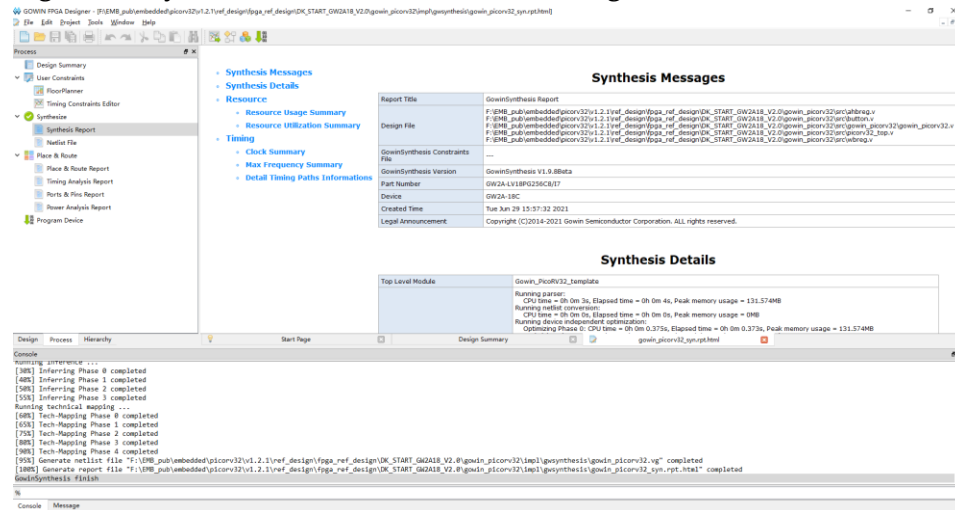 GOWIN FPGA Designer - [F:\EMB_pub\embedded\picorv32\v1.2.1\ref_design\fpga_ref_design\DK_START_GW2A18_V2.0\gowin_picorv32\impl\gwsynthesis\gowin_picorv32_syn.rpt.html]
File Edit Project Tools Window Help
Process
Design Summary
User Constraints
FloorPlanner
Timing Constraints Editor
Synthesize
Synthesis Report
Netlist File
Place & Route
Place & Route Report
Timing Analysis Report
Ports & Pins Report
Power Analysis Report
Program Device
Synthesis Messages
Synthesis Details
Resource
Resource Usage Summary
Resource Utilization Summary
Timing
Clock Summary
Max Frequency Summary
Detail Timing Paths Informations
Synthesis Messages
Report Title GowinSynthesis Report
Design File
F:\EMB_pub\embedded\picorv32\v1.2.1\ref_design\fpga_ref_design\DK_START_GW2A18_V2.0\gowin_picorv32\src\ahbreg.v
F:\EMB_pub\embedded\picorv32\v1.2.1\ref_design\fpga_ref_design\DK_START_GW2A18_V2.0\gowin_picorv32\src\button.v
F:\EMB_pub\embedded\picorv32\v1.2.1\ref_design\fpga_ref_design\DK_START_GW2A18_V2.0\gowin_picorv32\src\gowin_picorv32\gowin_picorv32.v
F:\EMB_pub\embedded\picorv32\v1.2.1\ref_design\fpga_ref_design\DK_START_GW2A18_V2.0\gowin_picorv32\src\picorv32_top.v
F:\EMB_pub\embedded\picorv32\v1.2.1\ref_design\fpga_ref_design\DK_START_GW2A18_V2.0\gowin_picorv32\src\wbreg.v
GowinSynthesis Constraints File ---
GowinSynthesis Version GowinSynthesis V1.9.8Beta
Part Number GW2A-LV18PG256C8/I7
Device GW2A-18C
Created Time Tue Jun 29 15:57:32 2021
Legal Announcement Copyright (C)2014-2021 Gowin Semiconductor Corporation. ALL rights reserved.
Synthesis Details
Top Level Module Gowin_PicoRV32_template
Running parser:
CPU time = 0h 0m 3s, Elapsed time = 0h 0m 4s, Peak memory usage = 131.574MB
Running netlist conversion:
CPU time = 0h 0m 0s, Elapsed time = 0h 0m 0s, Peak memory usage = 0MB
Running device independent optimization:
Optimizing Phase 0: CPU time = 0h 0m 0.375s, Elapsed time = 0h 0m 0.373s, Peak memory usage = 131.574MB
Design Process Hierarchy
Start Page Design Summary gowin_picorv32_syn.rpt.html
Console
Running inference ...
[30%] Inferring Phase 0 completed
[40%] Inferring Phase 1 completed
[50%] Inferring Phase 2 completed
[55%] Inferring Phase 3 completed
Running technical mapping ...
[60%] Tech-Mapping Phase 0 completed
[65%] Tech-Mapping Phase 1 completed
[75%] Tech-Mapping Phase 2 completed
[80%] Tech-Mapping Phase 3 completed
[90%] Tech-Mapping Phase 4 completed
[95%] Generate netlist file "F:\EMB_pub\embedded\picorv32\v1.2.1\ref_design\fpga_ref_design\DK_START_GW2A18_V2.0\gowin_picorv32\impl\gwsynthesis\gowin_picorv32.vg" completed
[100%] Generate report file "F:\EMB_pub\embedded\picorv32\v1.2.1\ref_design\fpga_ref_design\DK_START_GW2A18_V2.0\gowin_picorv32\impl\gwsynthesis\gowin_picorv32_syn.rpt.html" completed
GowinSynthesis finish
%
Console Message